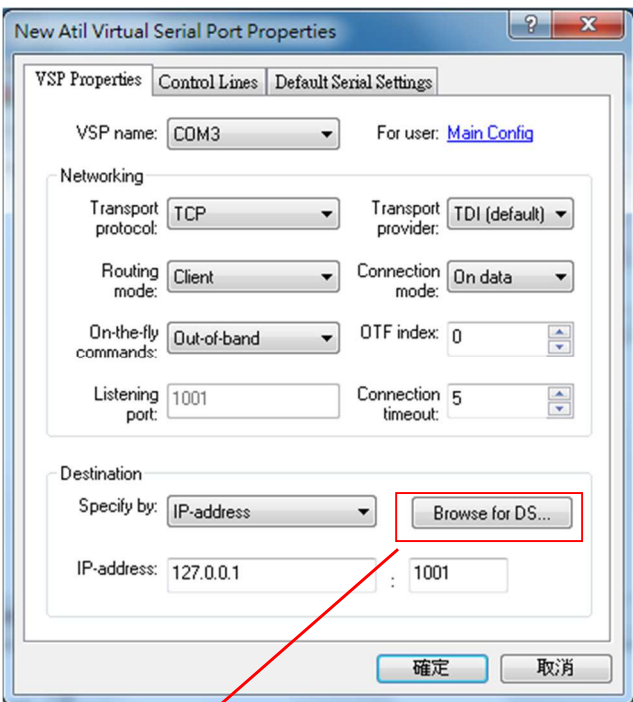 New Atil Virtual Serial Port Properties
VSP Properties Control Lines Default Serial Settings
VSP name: COM3 For user: Main Config
Networking
Transport protocol: TCP Transport provider: TDI (default)
Routing mode: Client Connection mode: On data
On-the-fly commands: Out-of-band OTF index: 0
Listening port: 1001 Connection timeout: 5
Destination
Specify by: IP-address Browse for DS...
IP-address: 127.0.0.1 : 1001
確定 取消